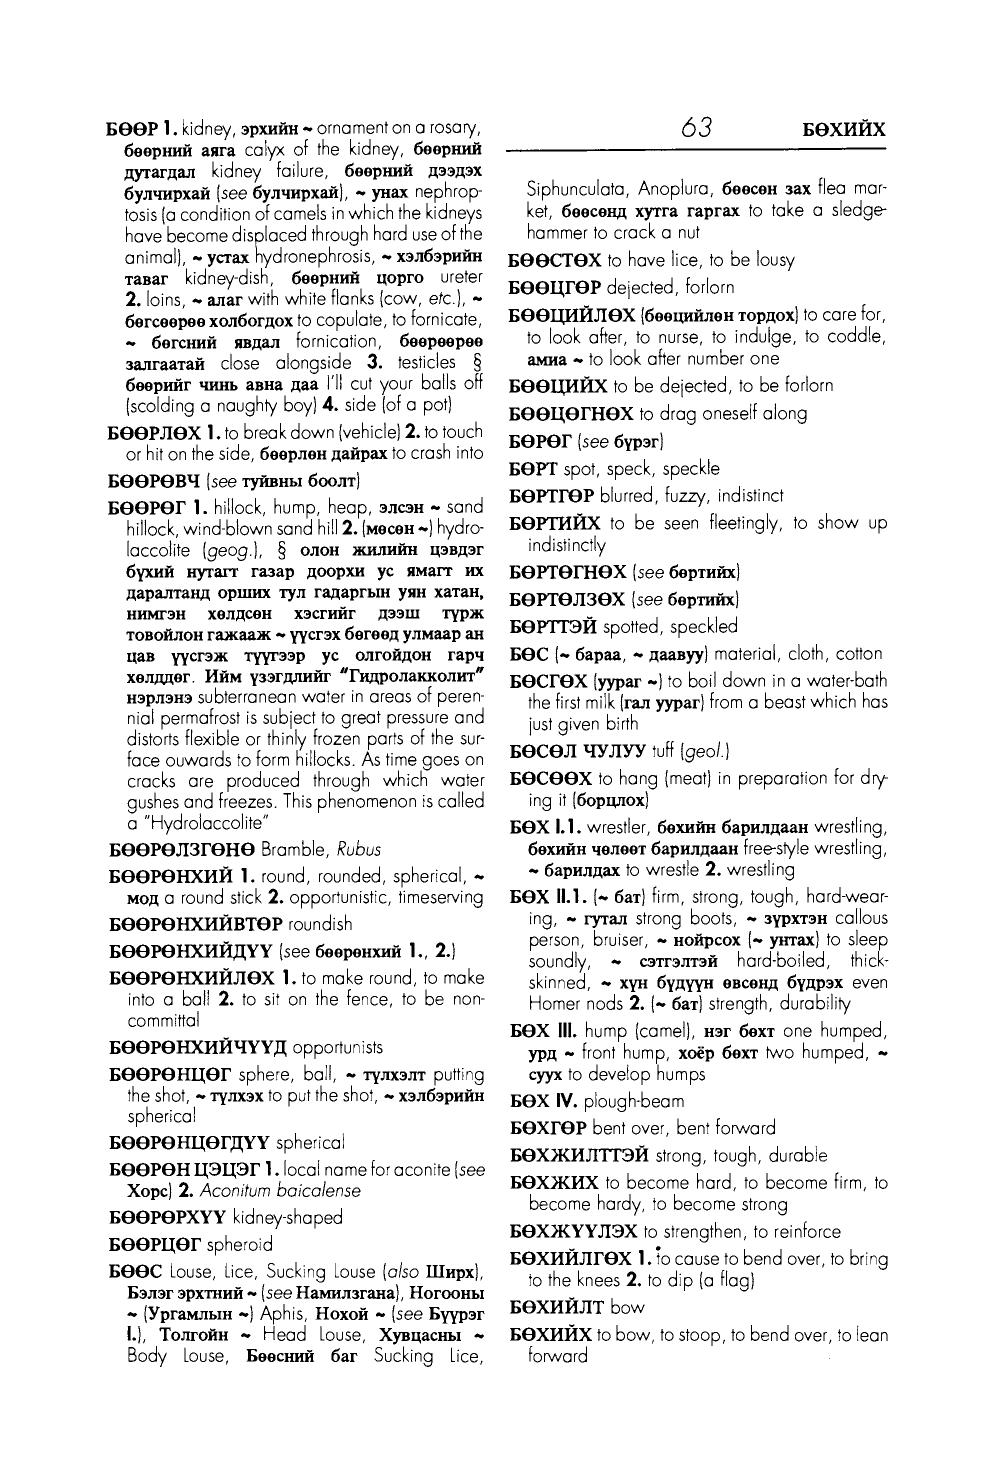 БӨӨР 1. kidney, эрхийн ~ ornament on a rosary,
бөөрний аяга calyx of the kidney, бөөрний
дутагдал kidney failure, бөөрний дээдэх
булчирхай (see булчирхай), ~ унах nephrop-
tosis (a condition of camels in which the kidneys
have become displaced through hard use of the
animal), ~ устах hydronephrosis, ~ хэлбэрийн
таваг kidney-dish, бөөрний цорго ureter
2. loins, ~ алаг with white flanks (cow, etc.), ~
бөгсөөрөө холбогдох to copulate, to fornicate,
~ бөгсний явдал fornication, бөөрөөрөө
залгаатай close alongside 3. testicles §
бөөрийг чинь авна даа I'll cut your balls off
(scolding a naughty boy) 4. side (of a pot)
БӨӨРЛӨХ 1. to break down (vehicle) 2. to touch
or hit on the side, бөөрлөн дайрах to crash into
БӨӨРӨВЧ (see туйвны боолт)
БӨӨРӨГ 1. hillock, hump, heap, элсэн ~ sand
hillock, wind-blown sand hill 2. (мөсөн ~) hydro-
laccolite (geog.), § олон жилийн цэвдэг
бүхий нутагт газар доорхи ус ямагт их
даралтанд орших тул гадаргын уян хатан,
нимгэн хөлдсөн хэсгийг дээш түрж
товойлон гажааж ~ үүсгэх бөгөөд улмаар ан
цав үүсгэж түүгээр ус олгойдон гарч
хөлддөг. Ийм үзэгдлийг "Гидролакколит"
нэрлэнэ subterranean water in areas of peren-
nial permafrost is subject to great pressure and
distorts flexible or thinly frozen parts of the sur-
face ouwards to form hillocks. As time goes on
cracks are produced through which water
gushes and freezes. This phenomenon is called
a "Hydrolaccolite"
БӨӨРӨЛЗГӨНӨ Bramble, Rubus
БӨӨРӨНХИЙ 1. round, rounded, spherical, ~
мод a round stick 2. opportunistic, timeserving
БӨӨРӨНХИЙВТӨР roundish
БӨӨРӨНХИЙДҮҮ (see бөөрөнхий 1., 2.)
БӨӨРӨНХИЙЛӨХ 1. to make round, to make
into a ball 2. to sit on the fence, to be non-
committal
БӨӨРӨНХИЙЧҮҮД opportunists
БӨӨРӨНЦӨГ sphere, ball, ~ түлхэлт putting
the shot, ~ түлхэх to put the shot, ~ хэлбэрийн
spherical
БӨӨРӨНЦӨГДҮҮ spherical
БӨӨРӨН ЦЭЦЭГ 1. local name for aconite (see
Хорс) 2. Aconitum baicalense
БӨӨРӨРХҮҮ kidney-shaped
БӨӨРЦӨГ spheroid
БӨӨС Louse, Lice, Sucking Louse (also Ширх),
Бэлэг эрхтний ~ (see Намилзгана), Ногооны
~ (Ургамлын ~) Aphis, Нохой ~ (see Бүүрэг
I.), Толгойн ~ Head Louse, Хувцасны ~
Body Louse, Бөөсний баг Sucking Lice,
63 БӨХИЙХ
Siphunculata, Anoplura, бөөсөн зах flea mar-
ket, бөөсөнд хутга гаргах to take a sledge-
hammer to crack a nut
БӨӨСТӨХ to have lice, to be lousy
БӨӨЦГӨР dejected, forlorn
БӨӨЦИЙЛӨХ (бөөцийлөн тордох) to care for,
to look after, to nurse, to indulge, to coddle,
амиа ~ to look after number one
БӨӨЦИЙХ to be dejected, to be forlorn
БӨӨЦӨГНӨХ to drag oneself along
БӨРӨГ (see бүрэг)
БӨРТ spot, speck, speckle
БӨРТГӨР blurred, fuzzy, indistinct
БӨРТИЙХ to be seen fleetingly, to show up
indistinctly
БӨРТӨГНӨХ (see бөртийх)
БӨРТӨЛЗӨХ (see бөртийх)
БӨРТТЭЙ spotted, speckled
БӨС (~ бараа, ~ даавуу) material, cloth, cotton
БӨСГӨХ (уураг ~) to boil down in a water-bath
the first milk (гал уураг) from a beast which has
just given birth
БӨСӨЛ ЧУЛУУ tuff (geol.)
БӨСӨӨХ to hang (meat) in preparation for dry-
ing it (борцлох)
БӨХ I.1. wrestler, бөхийн барилдаан wrestling,
бөхийн чөлөөт барилдаан free-style wrestling,
~ барилдах to wrestle 2. wrestling
БӨХ II.1. (~ бат) firm, strong, tough, hard-wear-
ing, ~ гутал strong boots, ~ зүрхтэн callous
person, bruiser, ~ нойрсох (~ унтах) to sleep
soundly, ~ сэтгэлтэй hard-boiled, thick-
skinned, ~ хүн бүдүүн өвсөнд бүдрэх even
Homer nods 2. (~ бат) strength, durability
БӨХ III. hump (camel), нэг бөхт one humped,
урд ~ front hump, хоёр бөхт two humped, ~
суух to develop humps
БӨХ IV. plough-beam
БӨХГӨР bent over, bent forward
БӨХЖИЛТТЭЙ strong, tough, durable
БӨХЖИХ to become hard, to become firm, to
become hardy, to become strong
БӨХЖҮҮЛЭХ to strengthen, to reinforce
БӨХИЙЛГӨХ 1. to cause to bend over, to bring
to the knees 2. to dip (a flag)
БӨХИЙЛТ bow
БӨХИЙХ to bow, to stoop, to bend over, to lean
forward